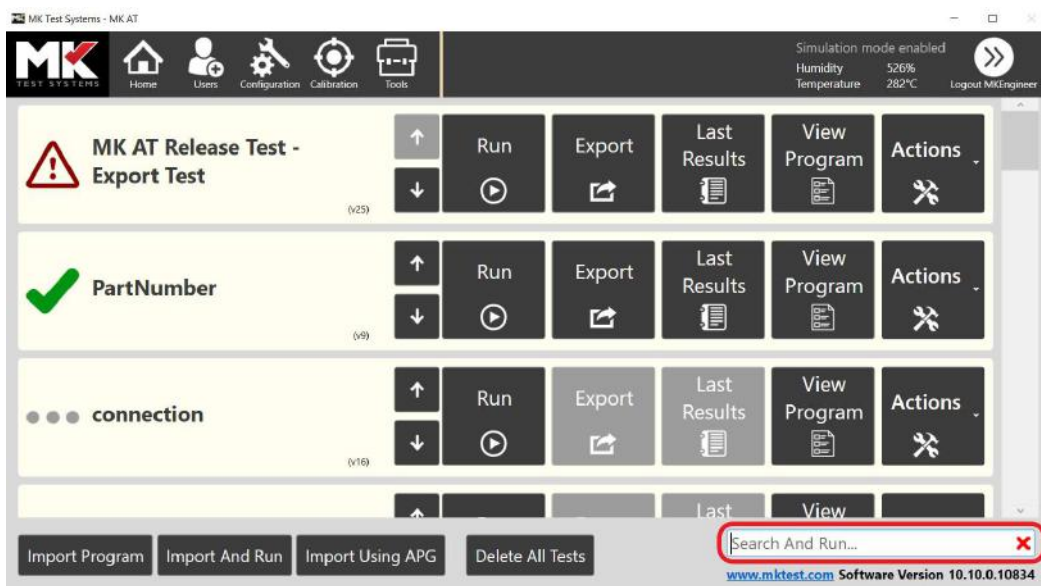 MK Test Systems - MK AT
MK
TEST SYSTEMS
Home
Users
Configuration
Calibration
Tools
Simulation mode enabled
Humidity 526%
Temperature 282°C
Logout MKEngineer
MK AT Release Test -
Export Test
(v25)
Run
Export
Last
Results
View
Program
Actions
PartNumber
(v9)
Run
Export
Last
Results
View
Program
Actions
connection
(v16)
Run
Export
Last
Results
View
Program
Actions
Last
View
Import Program
Import And Run
Import Using APG
Delete All Tests
Search And Run...
www.mktest.com Software Version 10.10.0.10834